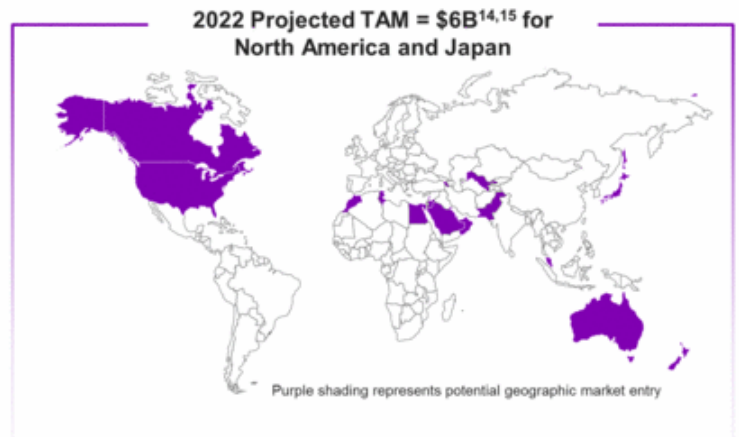 2022 Projected TAM = $6B14,15 for
North America and Japan
Purple shading represents potential geographic market entry